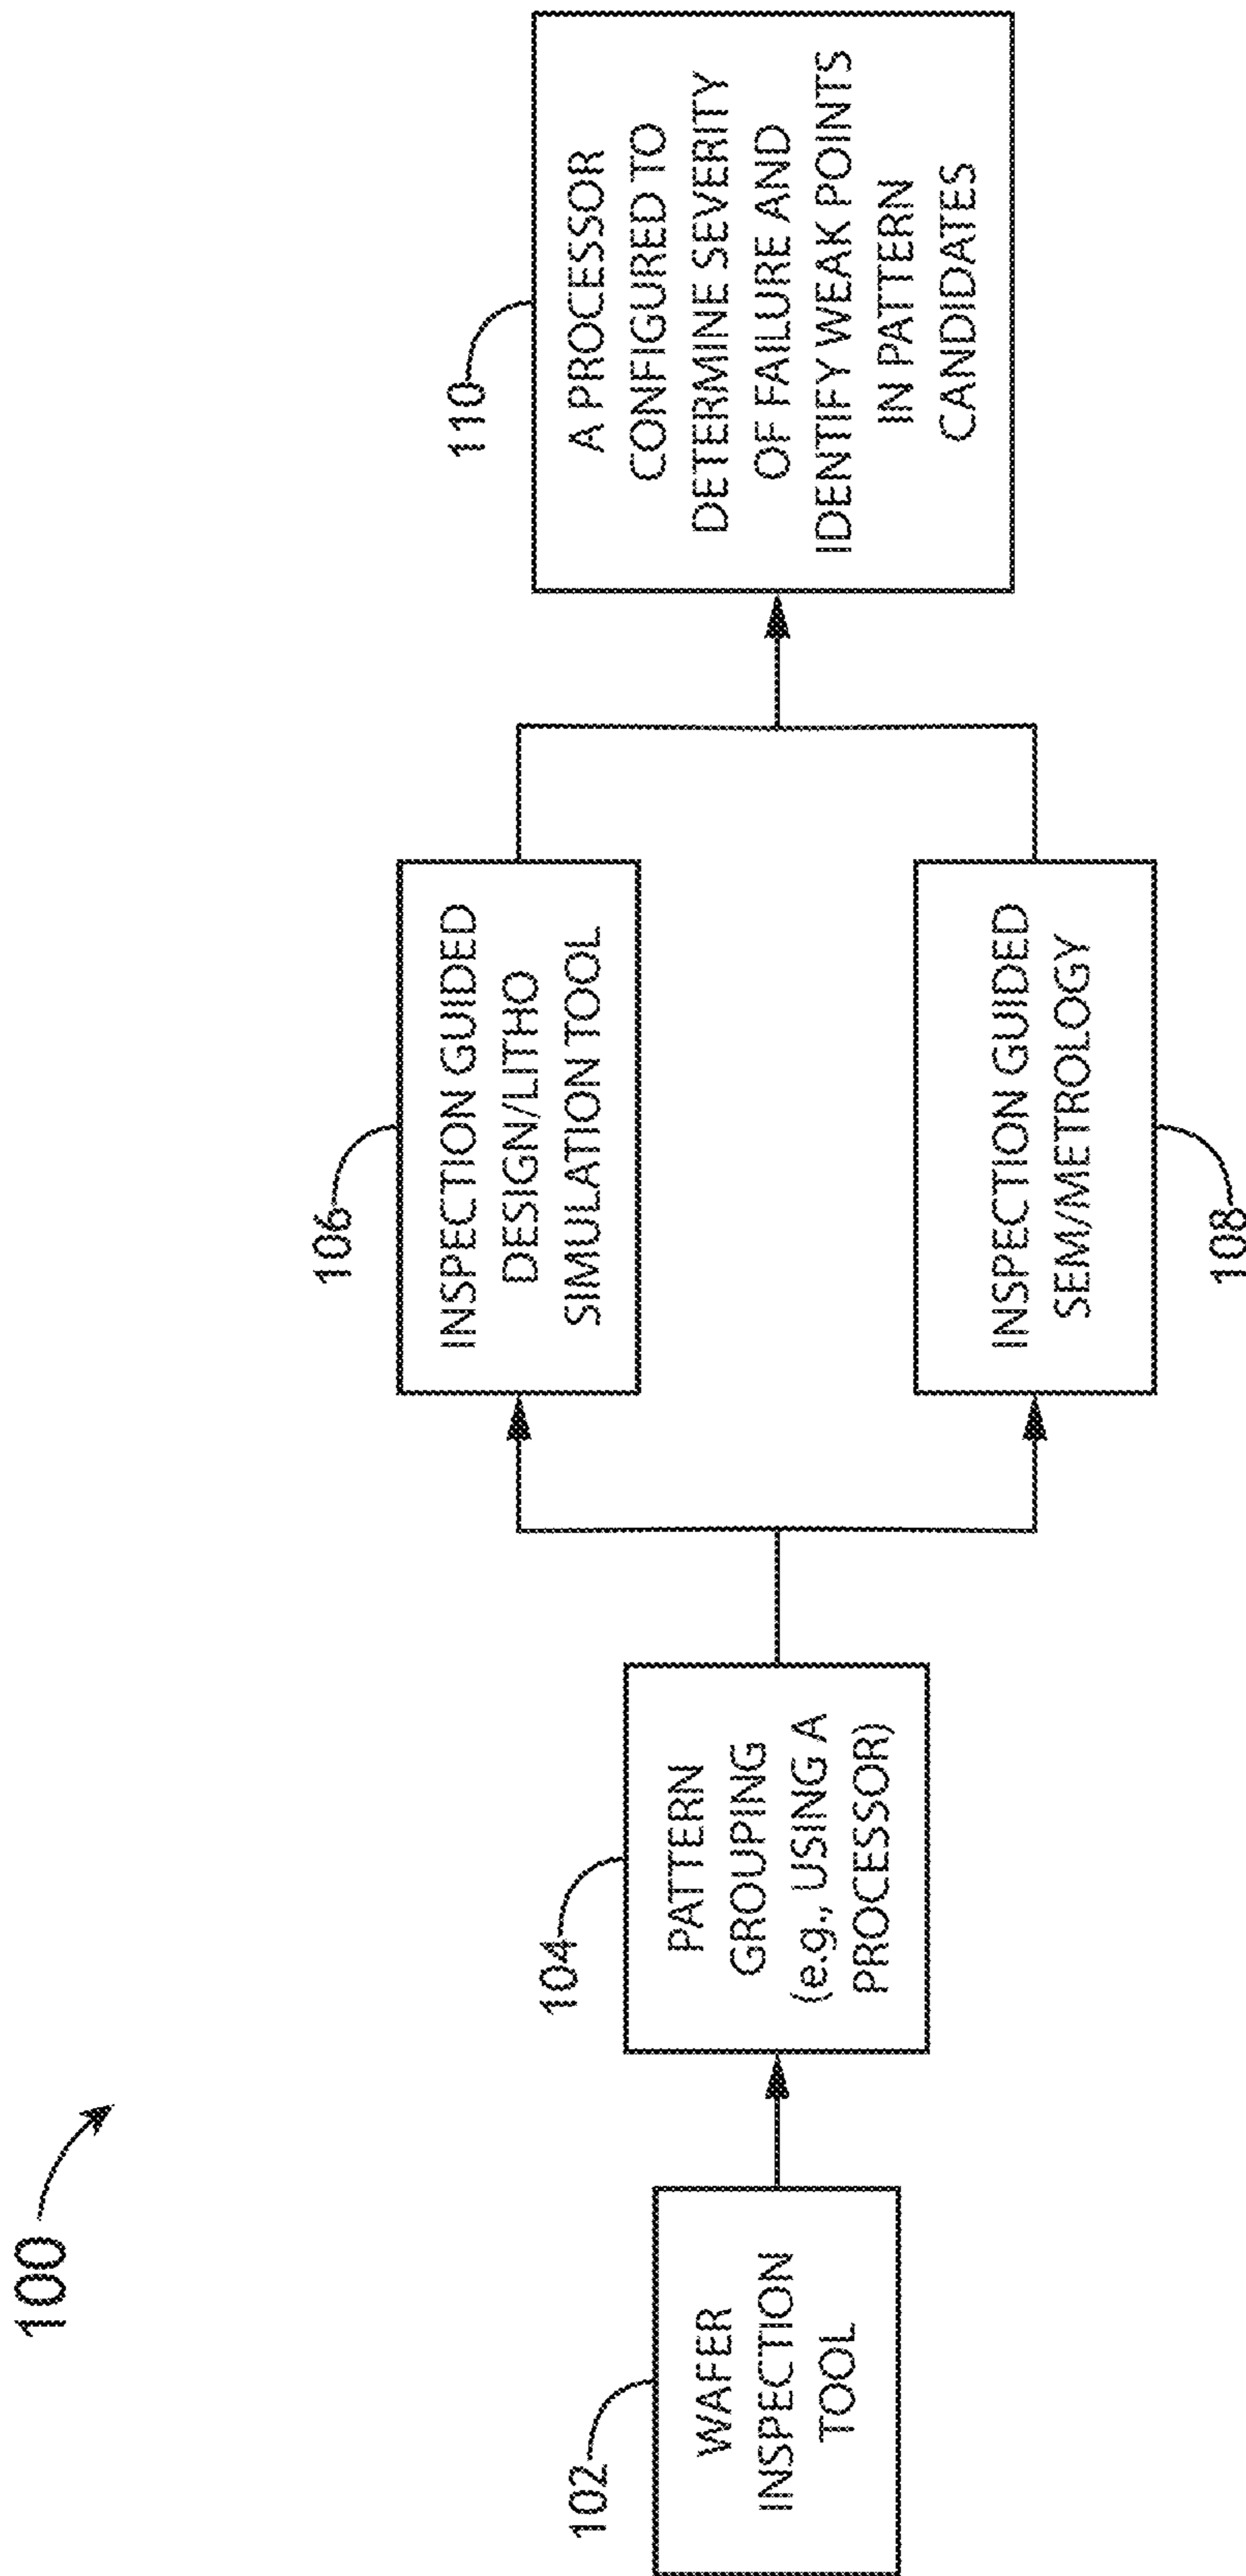 100
102
WAFER
INSPECTION
TOOL
104
PATTERN
GROUPING
(e.g., USING A
PROCESSOR)
106
INSPECTION GUIDED
DESIGN/LITHO
SIMULATION TOOL
108
INSPECTION GUIDED
SEM/METROLOGY
110
A PROCESSOR
CONFIGURED TO
DETERMINE SEVERITY
OF FAILURE AND
IDENTIFY WEAK POINTS
IN PATTERN
CANDIDATES